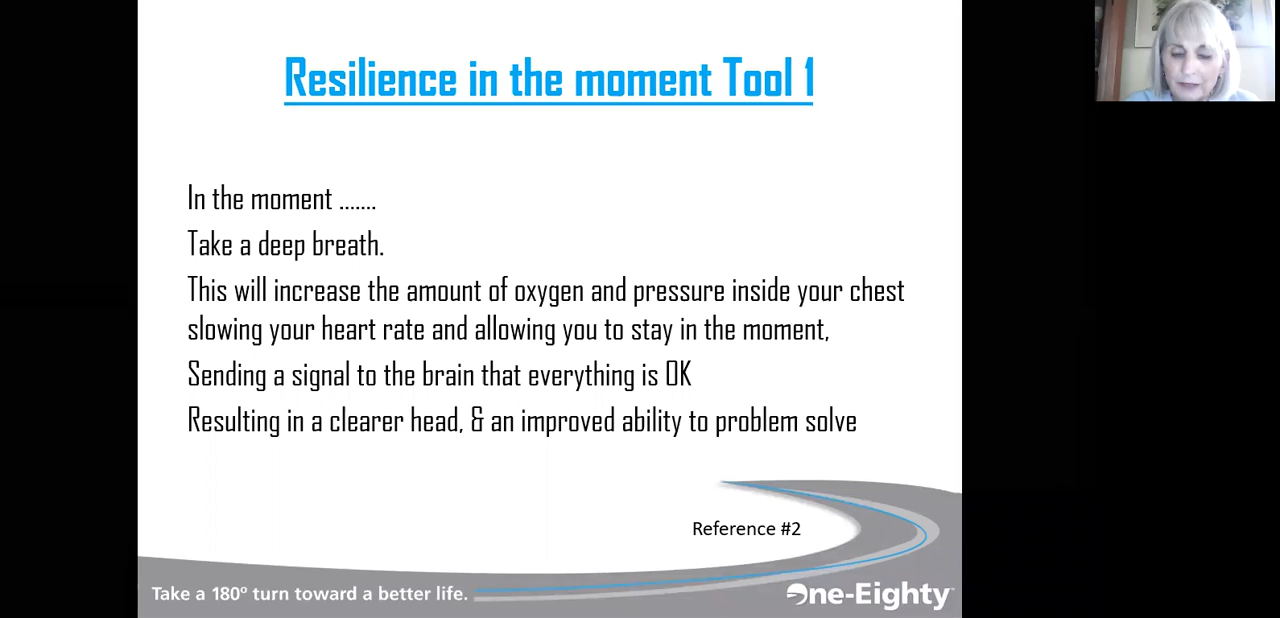 Resilience in the moment Tool 1
In the moment .......
Take a deep breath.
This will increase the amount of oxygen and pressure inside your chest
slowing your heart rate and allowing you to stay in the moment,
Sending a signal to the brain that everything is OK
Resulting in a clearer head, & an improved ability to problem solve
Reference #2
Take a 180° turn toward a better life.
One-Eighty